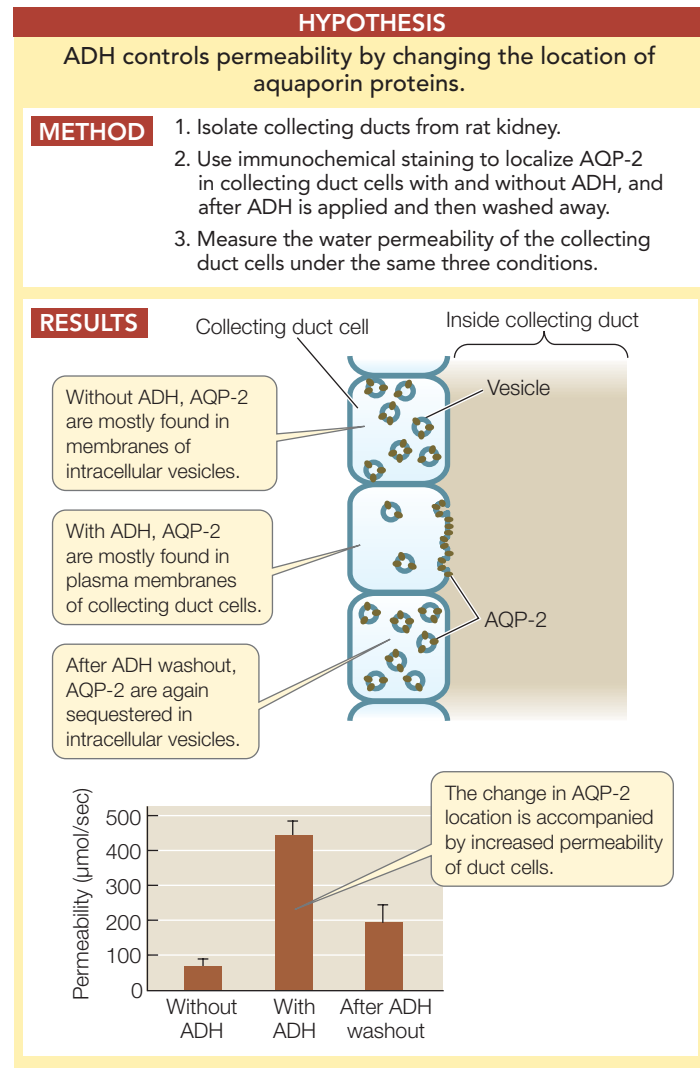 HYPOTHESIS
ADH controls permeability by changing the location of
aquaporin proteins.
METHOD
1. Isolate collecting ducts from rat kidney.
2. Use immunochemical staining to localize AQP-2
in collecting duct cells with and without ADH, and
after ADH is applied and then washed away.
3. Measure the water permeability of the collecting
duct cells under the same three conditions.
RESULTS
Collecting duct cell
Inside collecting duct
Vesicle
Without ADH, AQP-2
are mostly found in
membranes of
intracellular vesicles.
With ADH, AQP-2
are mostly found in
plasma membranes
of collecting duct cells.
AQP-2
After ADH washout,
AQP-2 are again
sequestered in
intracellular vesicles.
The change in AQP-2
location is accompanied
by increased permeability
of duct cells.
Permeability (µmol/sec)
500
400
300
200
100
0
Without
ADH
With
ADH
After ADH
washout